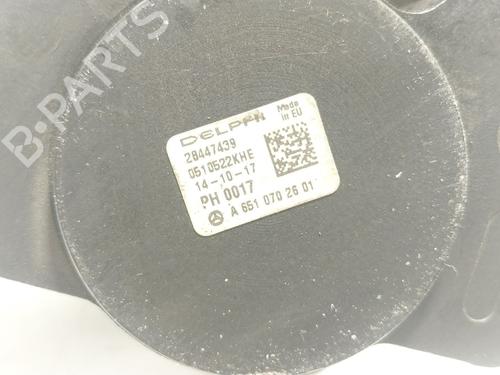 B-PARTS
DELPHI
Made
in EU
28447439
0510522KHE
14-10-17
PH 0017
A 651 070 26 01